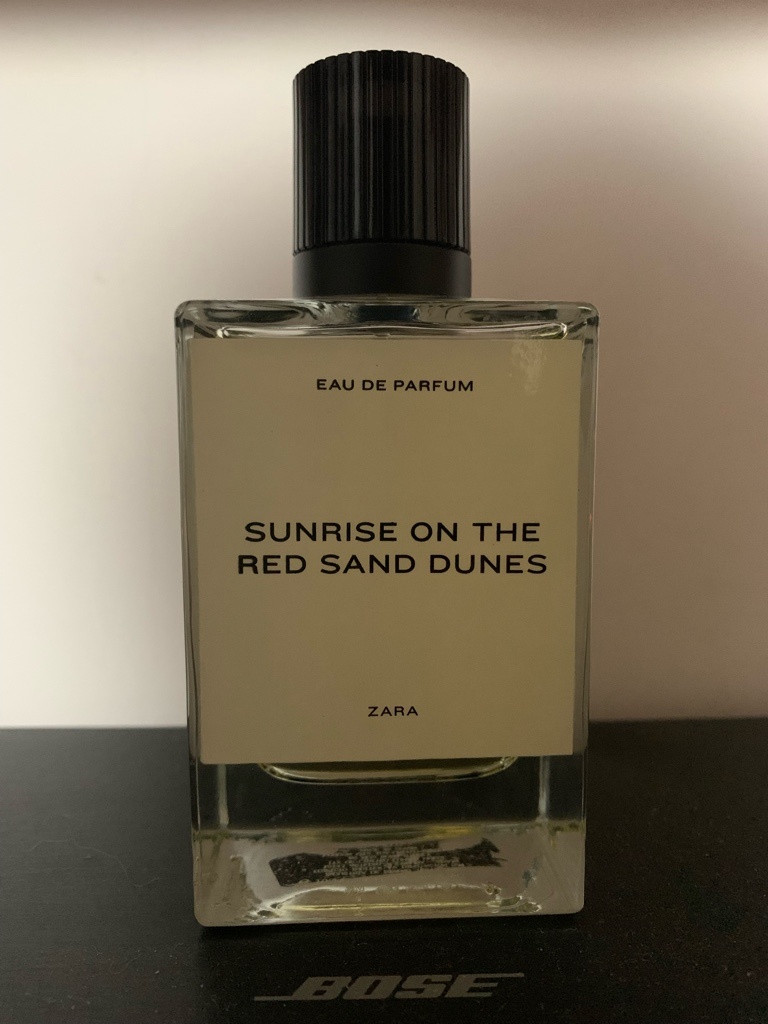 EAU DE PARFUM
SUNRISE ON THE
RED SAND DUNES
ZARA
BOSE